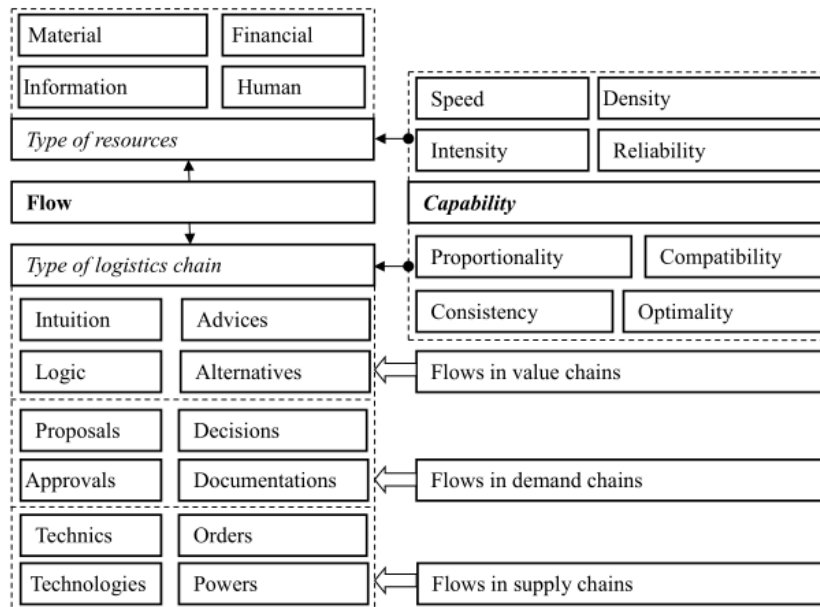 Material
Financial
Information
Human
Type of resources
Flow
Type of logistics chain
Speed
Density
Intensity
Reliability
Capability
Proportionality
Compatibility
Consistency
Optimality
Intuition
Advices
Logic
Alternatives
Flows in value chains
Proposals
Decisions
Approvals
Documentations
Flows in demand chains
Technics
Orders
Technologies
Powers
Flows in supply chains